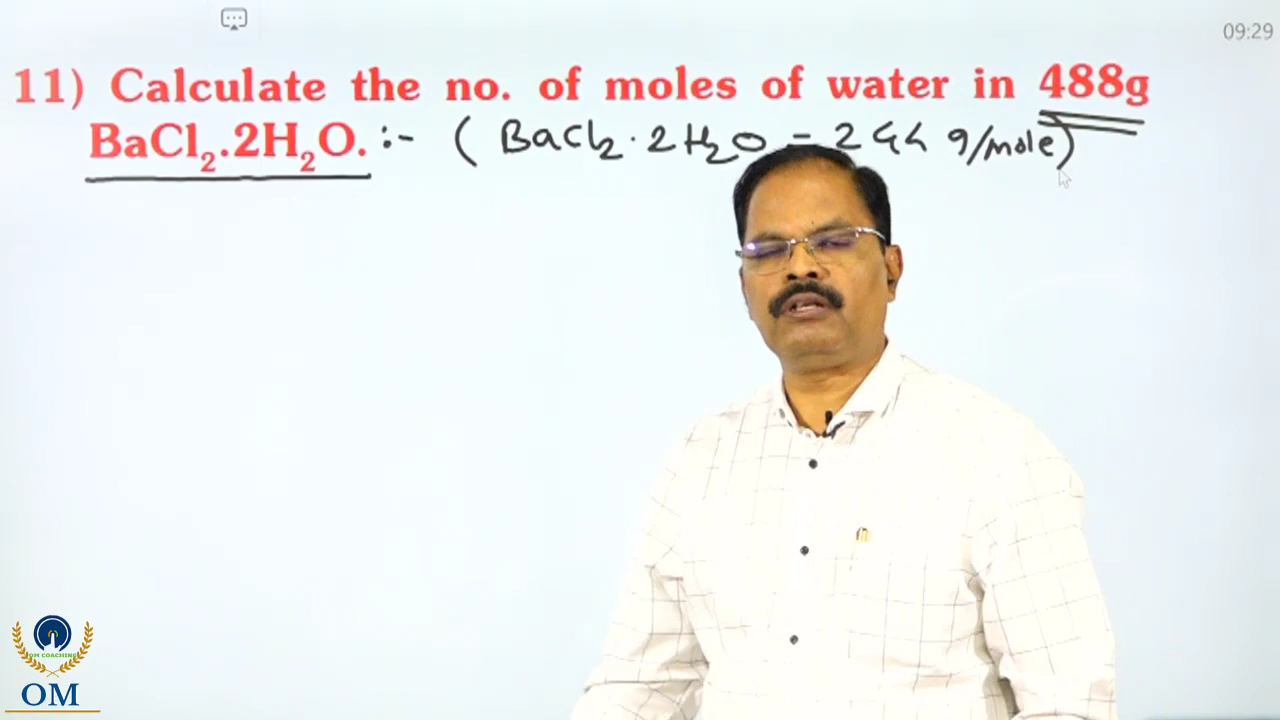 09:29
11) Calculate the no. of moles of water in 488g
BaCl₂.2H₂O. :- ( BaCl₂·2H₂O = 244 g/mole)
OM COACHING
OM